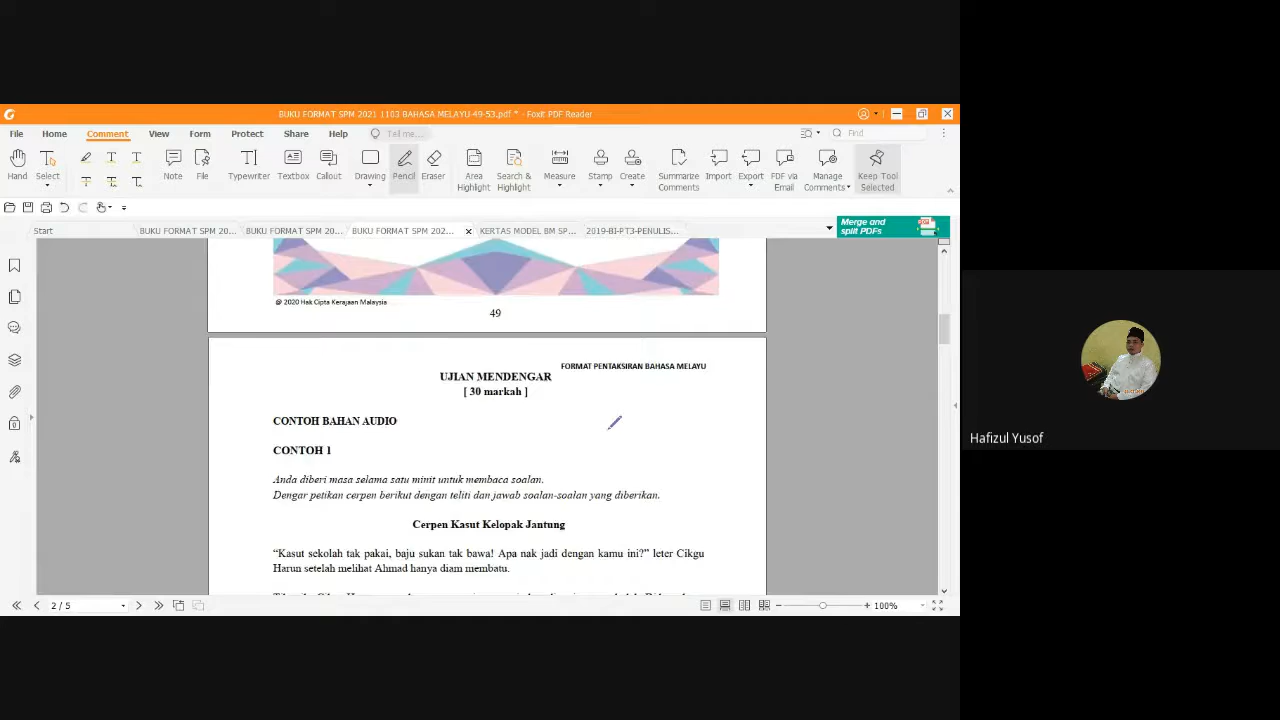 BUKU FORMAT SPM 2021 1103 BAHASA MELAYU-49-53.pdf * - Foxit PDF Reader
File Home Comment View Form Protect Share Help Tell me... Find
Hand Select Note File Typewriter Textbox Callout Drawing Pencil Eraser Area Highlight Search & Highlight Measure Stamp Create Summarize Comments Import Export PDF via Email Manage Comments Keep Tool Selected
Start BUKU FORMAT SPM 20... BUKU FORMAT SPM 20... BUKU FORMAT SPM 202... KERTAS MODEL BM SP... 2019-BI-PT3-PENULIS...
Merge and split PDFs
@ 2020 Hak Cipta Kerajaan Malaysia
49
FORMAT PENTAKSIRAN BAHASA MELAYU
UJIAN MENDENGAR
[ 30 markah ]
CONTOH BAHAN AUDIO
CONTOH 1
Anda diberi masa selama satu minit untuk membaca soalan.
Dengar petikan cerpen berikut dengan teliti dan jawab soalan-soalan yang diberikan.
Cerpen Kasut Kelopak Jantung
“Kasut sekolah tak pakai, baju sukan tak bawa! Apa nak jadi dengan kamu ini?” leter Cikgu
Harun setelah melihat Ahmad hanya diam membatu.
2 / 5
100%
Hafizul Yusof